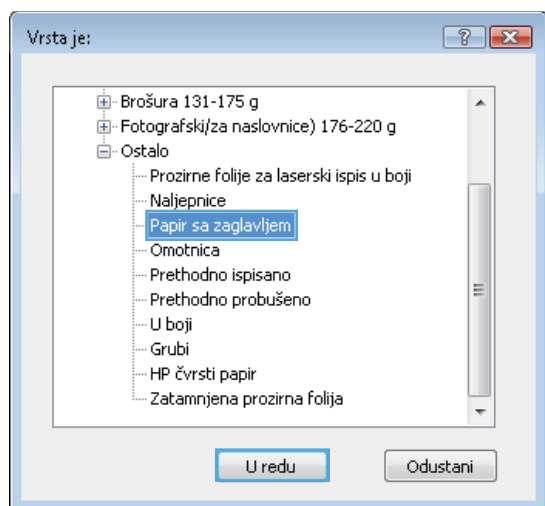 Vrsta je:
Brošura 131-175 g
Fotografski/za naslovnice) 176-220 g
Ostalo
Prozirne folije za laserski ispis u boji
Naljepnice
Papir sa zaglavljem
Omotnica
Prethodno ispisano
Prethodno probušeno
U boji
Grubi
HP čvrsti papir
Zatamnjena prozirna folija
U redu
Odustani